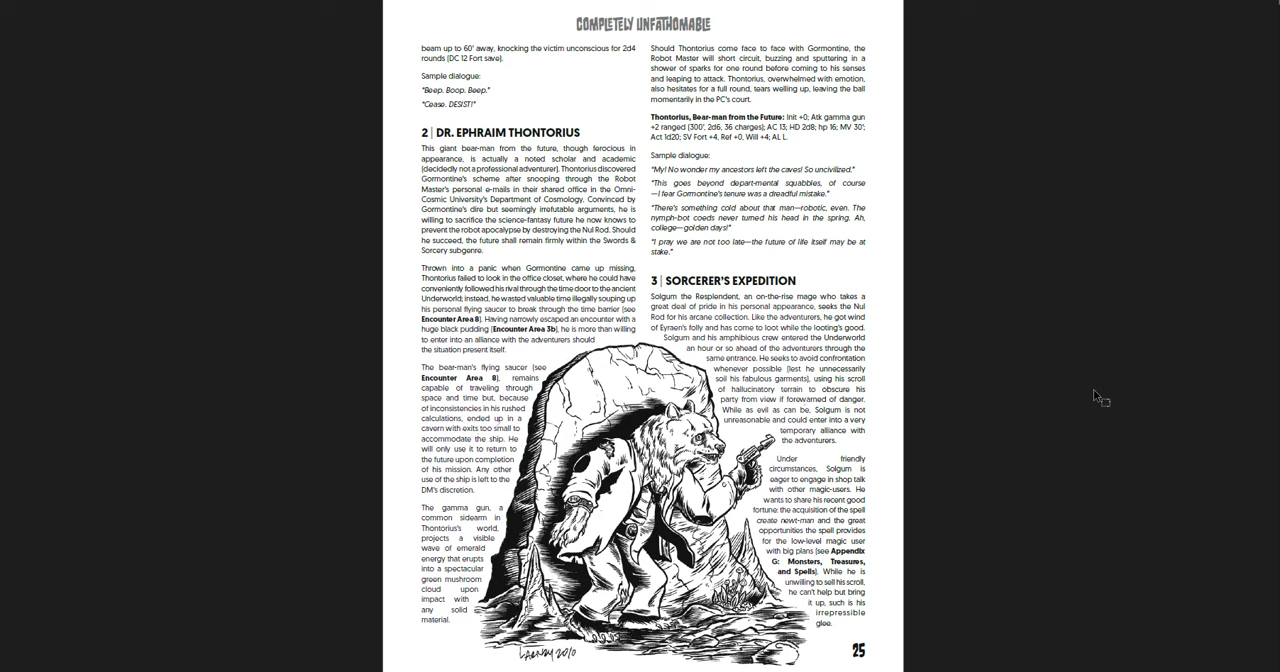 COMPLETELY UNFATHOMABLE
beam up to 60' away, knocking the victim unconscious for 2d4
rounds (DC 12 Fort save).
Sample dialogue:
"Beep. Boop. Beep."
"Cease. DESIST!"
2 | DR. EPHRAIM THONTORIUS
This giant bear-man from the future, though ferocious in
appearance, is actually a noted scholar and academic
(decidedly not a professional adventurer). Thontorius discovered
Gormontine's scheme after snooping through the Robot
Master's personal e-mails in their shared office in the Omni-
Cosmic University's Department of Cosmology. Convinced by
Gormontine's dire but seemingly irrefutable arguments, he is
willing to sacrifice the science-fantasy future he now knows to
prevent the robot apocalypse by destroying the Nul Rod. Should
he succeed, the future shall remain firmly within the Swords &
Sorcery subgenre.
Thrown into a panic when Gormontine came up missing,
Thontorius failed to look in the office closet, where he could have
conveniently followed his rival through the time door to the ancient
Underworld; instead, he wasted valuable time illegally souping up
his personal flying saucer to break through the time barrier (see
Encounter Area 8). Having narrowly escaped an encounter with a
huge black pudding (Encounter Area 3b), he is more than willing
to enter into an alliance with the adventurers should
the situation present itself.
The bear-man's flying saucer (see
Encounter Area 8), remains
capable of traveling through
space and time but, because
of inconsistencies in his rushed
calculations, ended up in a
cavern with exits too small to
accommodate the ship. He
will only use it to return to
the future upon completion
of his mission. Any other
use of the ship is left to the
DM's discretion.
The gamma gun, a
common sidearm in
Thontorius's world,
projects a visible
wave of emerald
energy that erupts
into a spectacular
green mushroom
cloud upon
impact with
any solid
material.
Should Thontorius come face to face with Gormontine, the
Robot Master will short circuit, buzzing and sputtering in a
shower of sparks for one round before coming to his senses
and leaping to attack. Thontorius, overwhelmed with emotion,
also hesitates for a full round, tears welling up, leaving the ball
momentarily in the PC's court.
Thontorius, Bear-man from the Future: Init +0; Atk gamma gun
+2 ranged (300', 2d6, 36 charges); AC 13; HD 2d8; hp 16; MV 30';
Act 1d20; SV Fort +4, Ref +0, Will +4; AL L.
Sample dialogue:
"My! No wonder my ancestors left the caves! So uncivilized."
"This goes beyond depart-mental squabbles, of course
—I fear Gormontine's tenure was a dreadful mistake."
"There's something cold about that man—robotic, even. The
nymph-bot coeds never turned his head in the spring. Ah,
college—golden days!"
"I pray we are not too late—the future of life itself may be at
stake."
3 | SORCERER'S EXPEDITION
Solgum the Resplendent, an on-the-rise mage who takes a
great deal of pride in his personal appearance, seeks the Nul
Rod for his arcane collection. Like the adventurers, he got wind
of Eyraen's folly and has come to loot while the looting's good.
Solgum and his amphibious crew entered the Underworld
an hour or so ahead of the adventurers through the
same entrance. He seeks to avoid confrontation
whenever possible (lest he unnecessarily
soil his fabulous garments), using his scroll
of hallucinatory terrain to obscure his
party from view if forewarned of danger.
While as evil as can be, Solgum is not
unreasonable and could enter into a very
temporary alliance with
the adventurers.
Under friendly
circumstances, Solgum is
eager to engage in shop talk
with other magic-users. He
wants to share his recent good
fortune: the acquisition of the spell
create newt-man and the great
opportunities the spell provides
for the low-level magic user
with big plans (see Appendix
G: Monsters, Treasures,
and Spells). While he is
unwilling to sell his scroll,
he can't help but bring
it up, such is his
irrepressible
glee.
LARNBY 2010
25